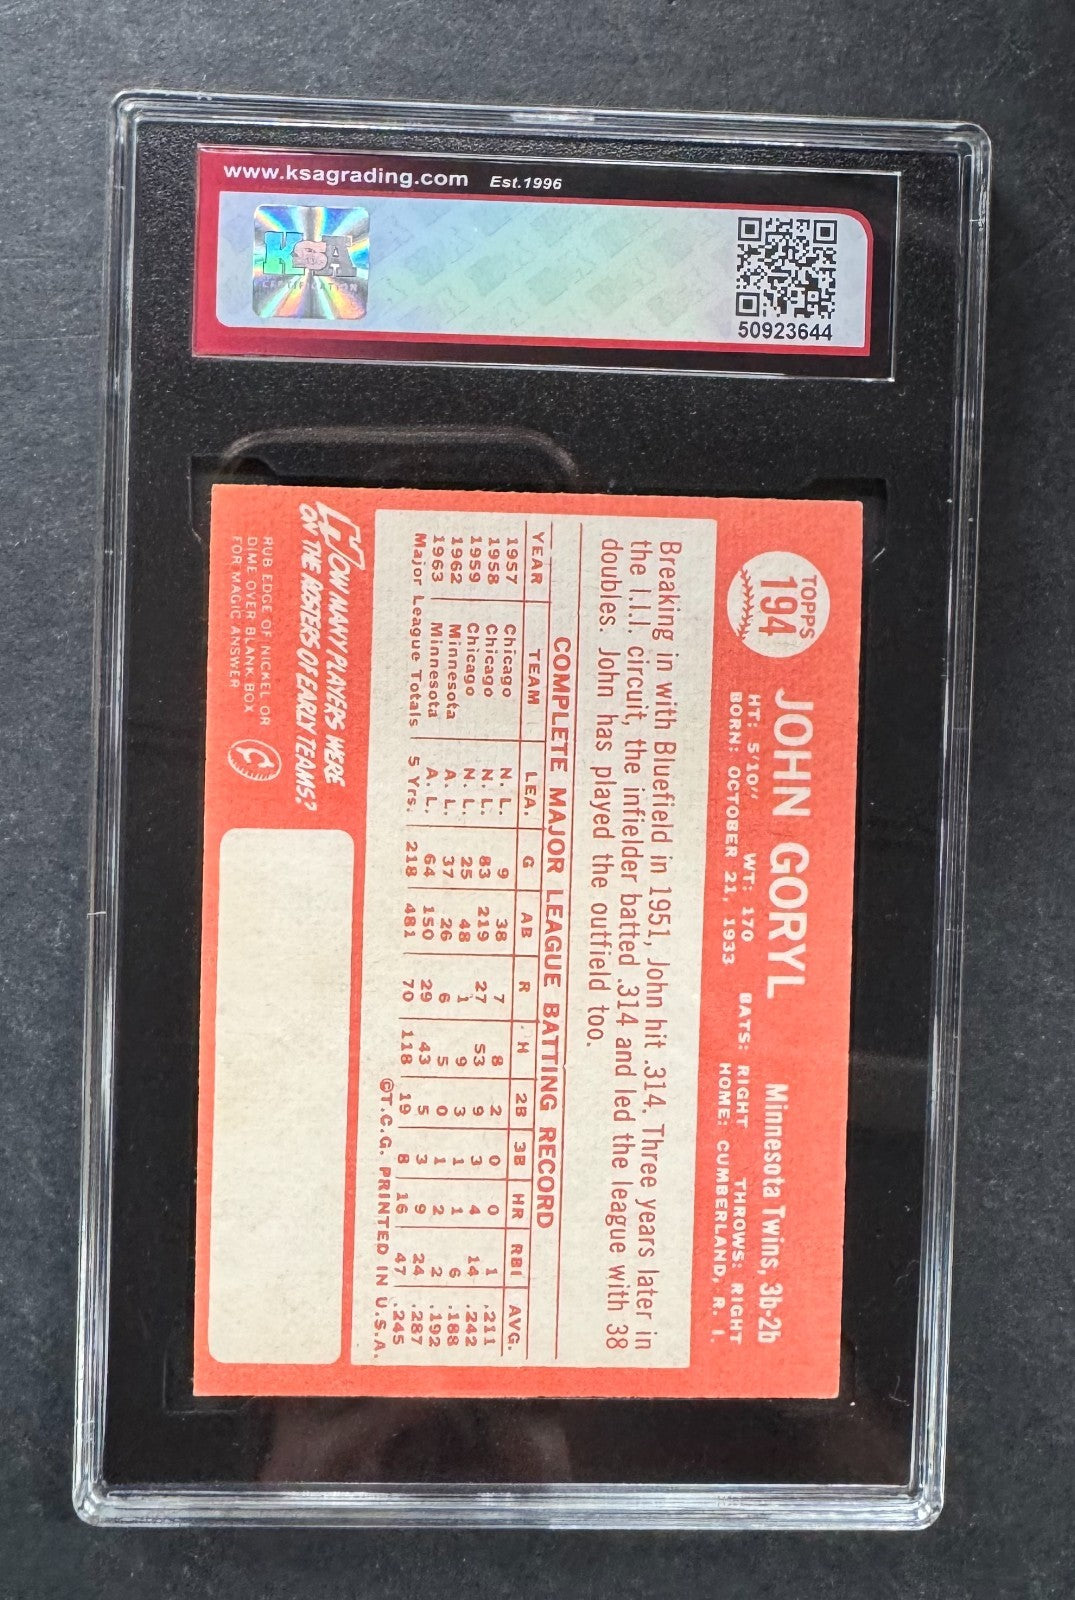 www.ksagrading.com Est.1996
KSA
CERTIFICATION
50923644
TOPPS
194
JOHN GORYL Minnesota Twins, 3b-2b
HT: 5'10" WT: 170 BATS: RIGHT THROWS: RIGHT
BORN: OCTOBER 21, 1933 HOME: CUMBERLAND, R. I.
Breaking in with Bluefield in 1951, John hit .314. Three years later in
the I.I.I. circuit, the infielder batted .314 and led the league with 38
doubles. John has played the outfield too.
COMPLETE MAJOR LEAGUE BATTING RECORD
YEAR TEAM LEA. G AB R H 2B 3B HR RBI AVG.
1957 Chicago N. L. 9 38 7 8 2 0 0 1 .211
1958 Chicago N. L. 83 219 27 53 9 3 4 14 .242
1959 Chicago N. L. 25 48 1 9 3 1 1 6 .188
1962 Minnesota A. L. 37 26 6 5 0 1 2 2 .192
1963 Minnesota A. L. 64 150 29 43 5 3 9 24 .287
Major League Totals 5 Yrs. 218 481 70 118 19 8 16 47 .245
©T.C.G. PRINTED IN U.S.A.
HOW MANY PLAYERS WERE
ON THE ROSTERS OF EARLY TEAMS?
RUB EDGE OF NICKEL OR
DIME OVER BLANK BOX
FOR MAGIC ANSWER
C